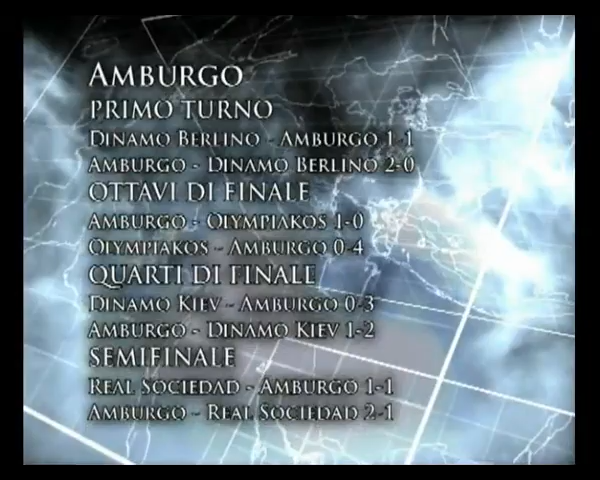 AMBURGO
PRIMO TURNO
DINAMO BERLINO - AMBURGO 1-1
AMBURGO - DINAMO BERLINO 2-0
OTTAVI DI FINALE
AMBURGO - OLYMPIAKOS 1-0
OLYMPIAKOS - AMBURGO 0-4
QUARTI DI FINALE
DINAMO KIEV - AMBURGO 0-3
AMBURGO - DINAMO KIEV 1-2
SEMIFINALE
REAL SOCIEDAD - AMBURGO 1-1
AMBURGO - REAL SOCIEDAD 2-1